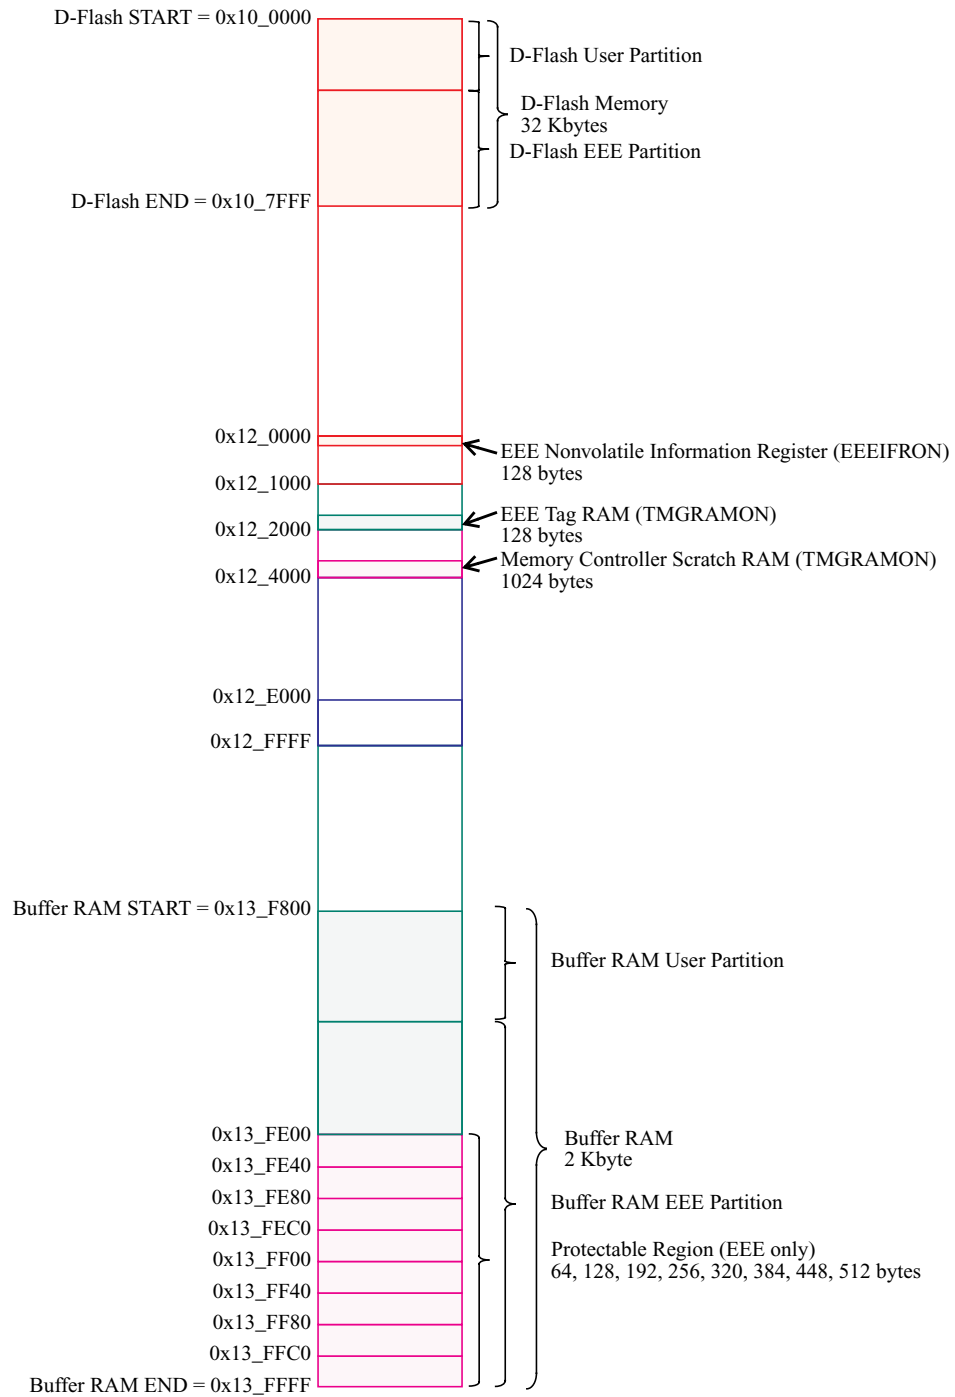 D-Flash START = 0x10_0000
D-Flash User Partition
D-Flash Memory
32 Kbytes
D-Flash EEE Partition
D-Flash END = 0x10_7FFF
0x12_0000
EEE Nonvolatile Information Register (EEEIFRON)
128 bytes
0x12_1000
EEE Tag RAM (TMGRAMON)
128 bytes
0x12_2000
Memory Controller Scratch RAM (TMGRAMON)
1024 bytes
0x12_4000
0x12_E000
0x12_FFFF
Buffer RAM START = 0x13_F800
Buffer RAM User Partition
0x13_FE00
Buffer RAM
2 Kbyte
0x13_FE40
0x13_FE80
Buffer RAM EEE Partition
0x13_FEC0
Protectable Region (EEE only)
64, 128, 192, 256, 320, 384, 448, 512 bytes
0x13_FF00
0x13_FF40
0x13_FF80
0x13_FFC0
Buffer RAM END = 0x13_FFFF